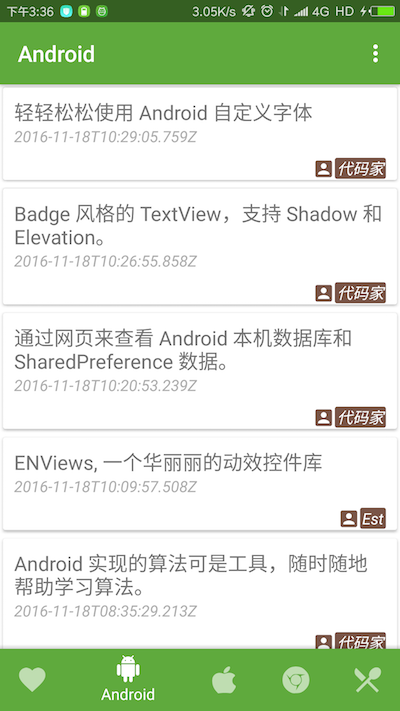 下午3:36 3.05K/s 4G HD
Android
轻轻松松使用 Android 自定义字体
2016-11-18T10:29:05.759Z
代码家
Badge 风格的 TextView，支持 Shadow 和
Elevation。
2016-11-18T10:26:55.858Z
代码家
通过网页来查看 Android 本机数据库和
SharedPreference 数据。
2016-11-18T10:20:53.239Z
代码家
ENViews, 一个华丽丽的动效控件库
2016-11-18T10:09:57.508Z
Est
Android 实现的算法可是工具，随时随地
帮助学习算法。
2016-11-18T08:35:29.213Z
代码家
Android